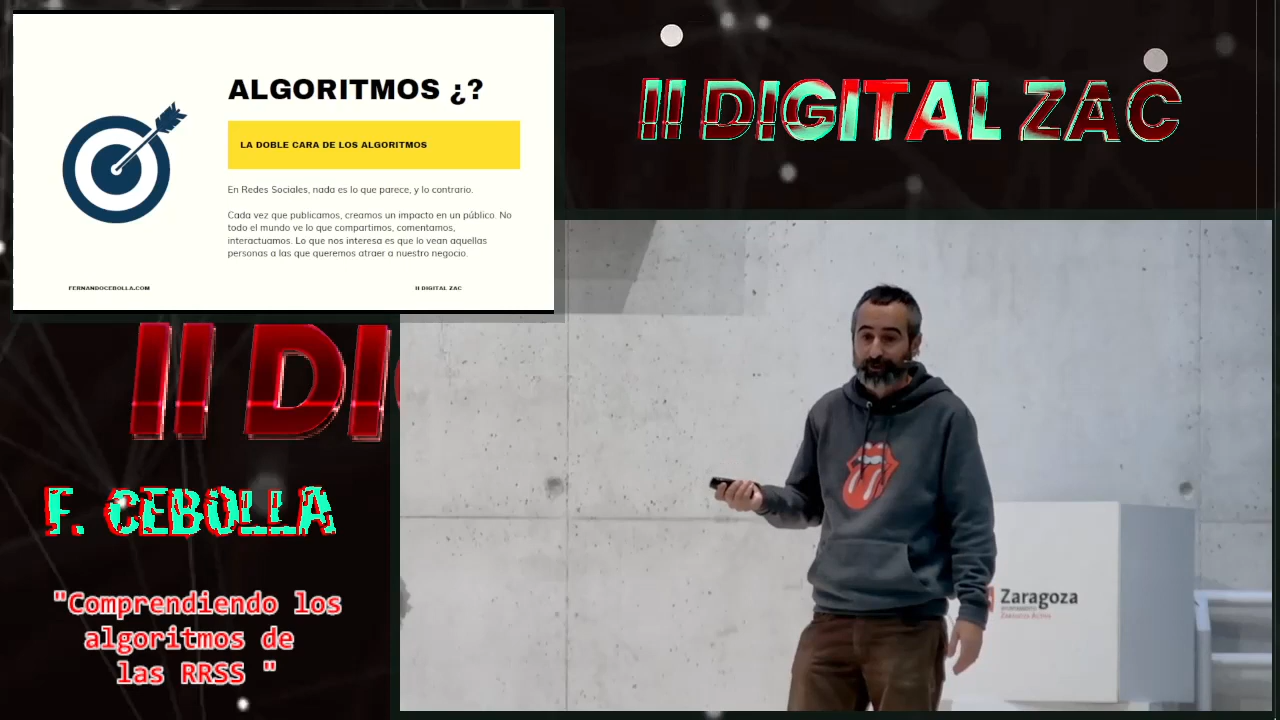 ALGORITMOS ¿?
LA DOBLE CARA DE LOS ALGORITMOS
En Redes Sociales, nada es lo que parece, y lo contrario.
Cada vez que publicamos, creamos un impacto en un público. No
todo el mundo ve lo que compartimos, comentamos,
interactuamos. Lo que nos interesa es que lo vean aquellas
personas a las que queremos atraer a nuestro negocio.
FERNANDOCEBOLLA.COM
II DIGITAL ZAC
II DIGITAL ZAC
II DI
F. CEBOLLA
"Comprendiendo los
algoritmos de
las RRSS "
Zaragoza
AYUNTAMIENTO
Zaragoza Activa